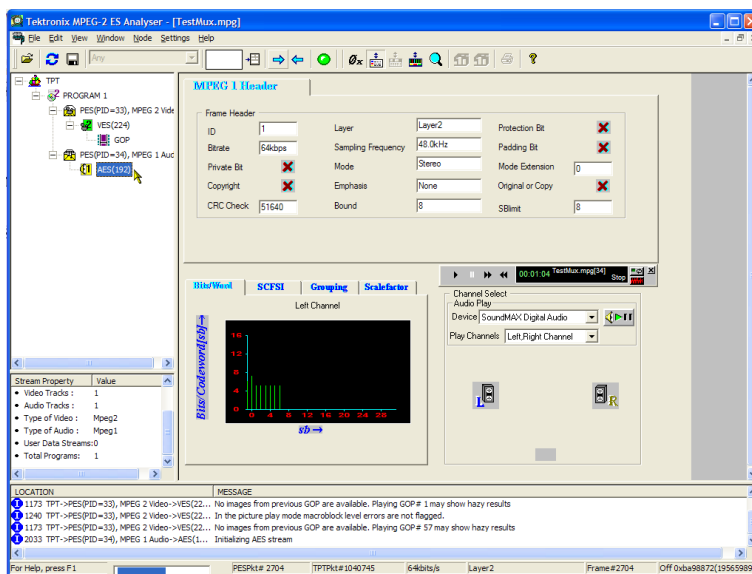 Tektronix MPEG-2 ES Analyser - [TestMux.mpg]
File Edit View Window Node Settings Help
Any
TPT
PROGRAM 1
PES(PID=33), MPEG 2 Vide
VES(224)
GOP
PES(PID=34), MPEG 1 Aud
AES(192)
MPEG 1 Header
Frame Header
ID 1 Layer Layer2 Protection Bit
Bitrate 64kbps Sampling Frequency 48.0kHz Padding Bit
Private Bit Mode Stereo Mode Extension 0
Copyright Emphasis None Original or Copy
CRC Check 51640 Bound 8 SBlimit 8
00:01:04 TestMux.mpg[34]
Stop
Bits/Word SCFSI Grouping Scalefactor
Left Channel
Bits/Codeword[sb]→
16
12
8
4
0
0 4 8 12 16 20 24 28
sb→
Channel Select
Audio Play
Device SoundMAX Digital Audio
Play Channels Left,Right Channel
L R
Stream Property Value
Video Tracks : 1
Audio Tracks : 1
Type of Video : Mpeg2
Type of Audio : Mpeg1
User Data Streams:0
Total Programs: 1
LOCATION MESSAGE
1173 TPT->PES(PID=33), MPEG 2 Video->VES(22... No images from previous GOP are available. Playing GOP# 1 may show hazy results
1240 TPT->PES(PID=33), MPEG 2 Video->VES(22... In the picture play mode macroblock level errors are not flagged.
1173 TPT->PES(PID=33), MPEG 2 Video->VES(22... No images from previous GOP are available. Playing GOP# 57 may show hazy results
2033 TPT->PES(PID=34), MPEG 1 Audio->AES(1... Initializing AES stream
For Help, press F1 PESPkt# 2704 TPTPkt#1040745 64kbits/s Layer2 Frame#2704 Off 0xba98872(19565989